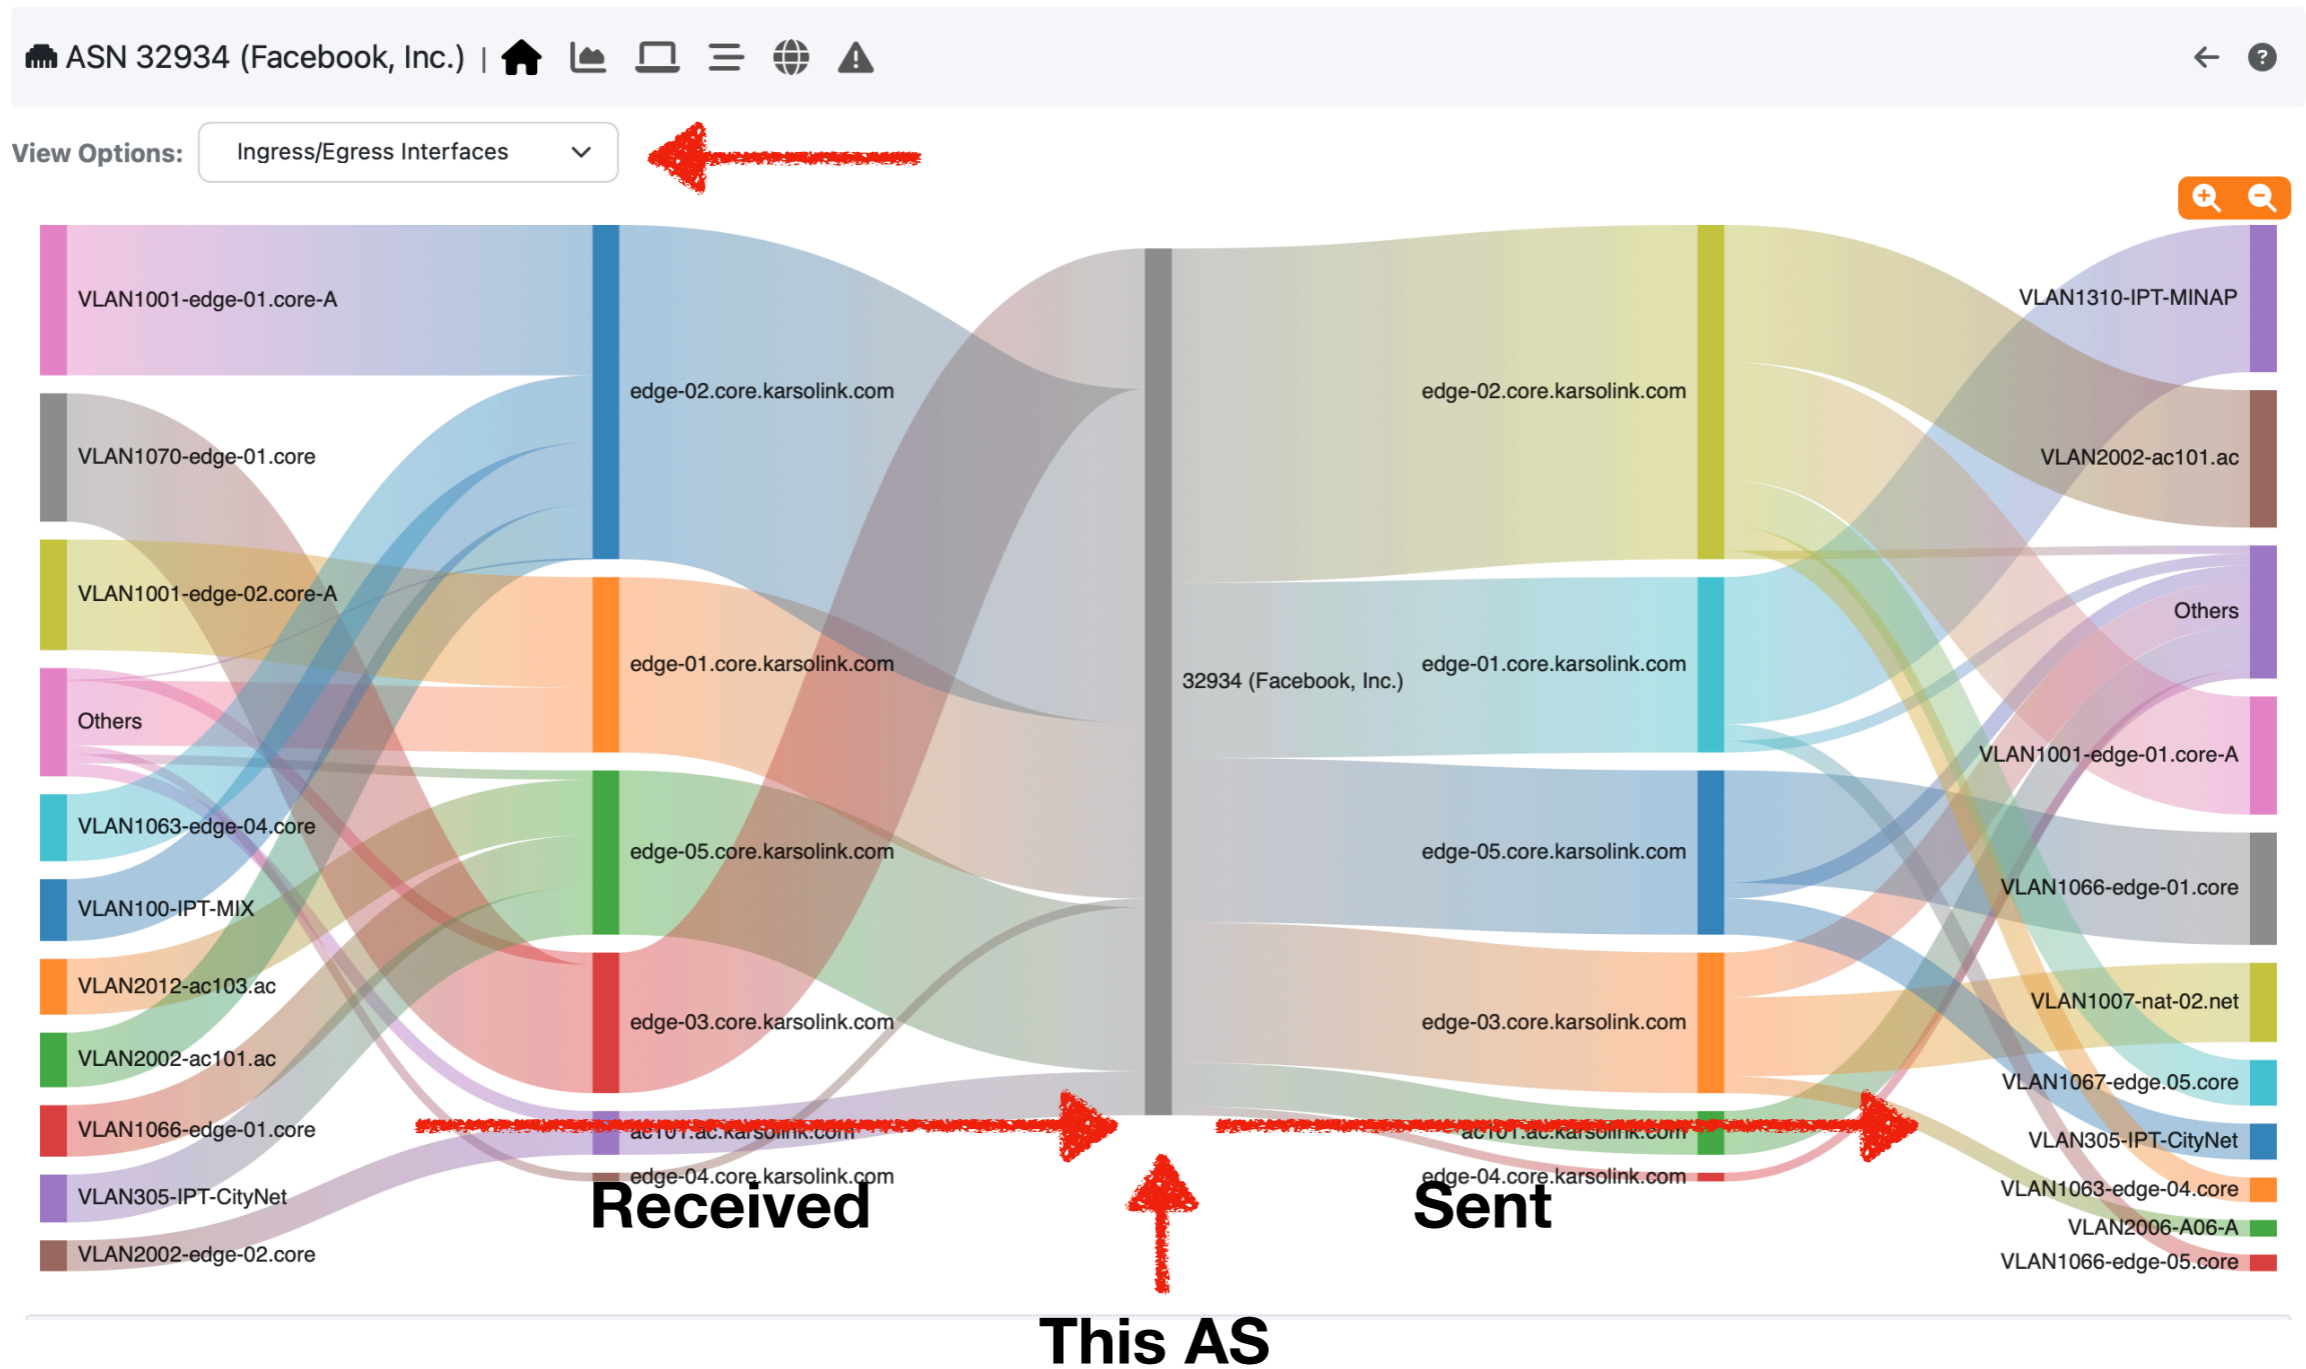 ASN 32934 (Facebook, Inc.) |
View Options: Ingress/Egress Interfaces
VLAN1001-edge-01.core-A
VLAN1070-edge-01.core
VLAN1001-edge-02.core-A
Others
VLAN1063-edge-04.core
VLAN100-IPT-MIX
VLAN2012-ac103.ac
VLAN2002-ac101.ac
VLAN1066-edge-01.core
VLAN305-IPT-CityNet
VLAN2002-edge-02.core
edge-02.core.karsolink.com
edge-01.core.karsolink.com
edge-05.core.karsolink.com
edge-03.core.karsolink.com
ac101.ac.karsolink.com
edge-04.core.karsolink.com
Received
32934 (Facebook, Inc.)
This AS
edge-02.core.karsolink.com
edge-01.core.karsolink.com
edge-05.core.karsolink.com
edge-03.core.karsolink.com
ac101.ac.karsolink.com
edge-04.core.karsolink.com
Sent
VLAN1310-IPT-MINAP
VLAN2002-ac101.ac
Others
VLAN1001-edge-01.core-A
VLAN1066-edge-01.core
VLAN1007-nat-02.net
VLAN1067-edge.05.core
VLAN305-IPT-CityNet
VLAN1063-edge-04.core
VLAN2006-A06-A
VLAN1066-edge-05.core